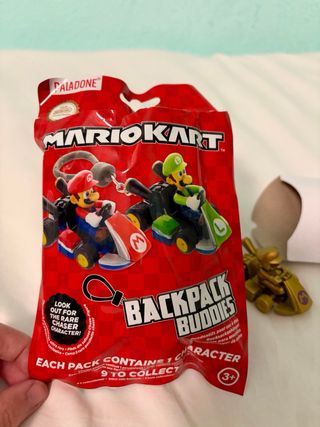 PALADONE
MARIOKART
M
L
LOOK
OUT FOR
THE RARE
CHASER
CHARACTER!
BACKPACK
BUDDIES
EACH PACK CONTAINS 1 CHARACTER
9 TO COLLECT
3+